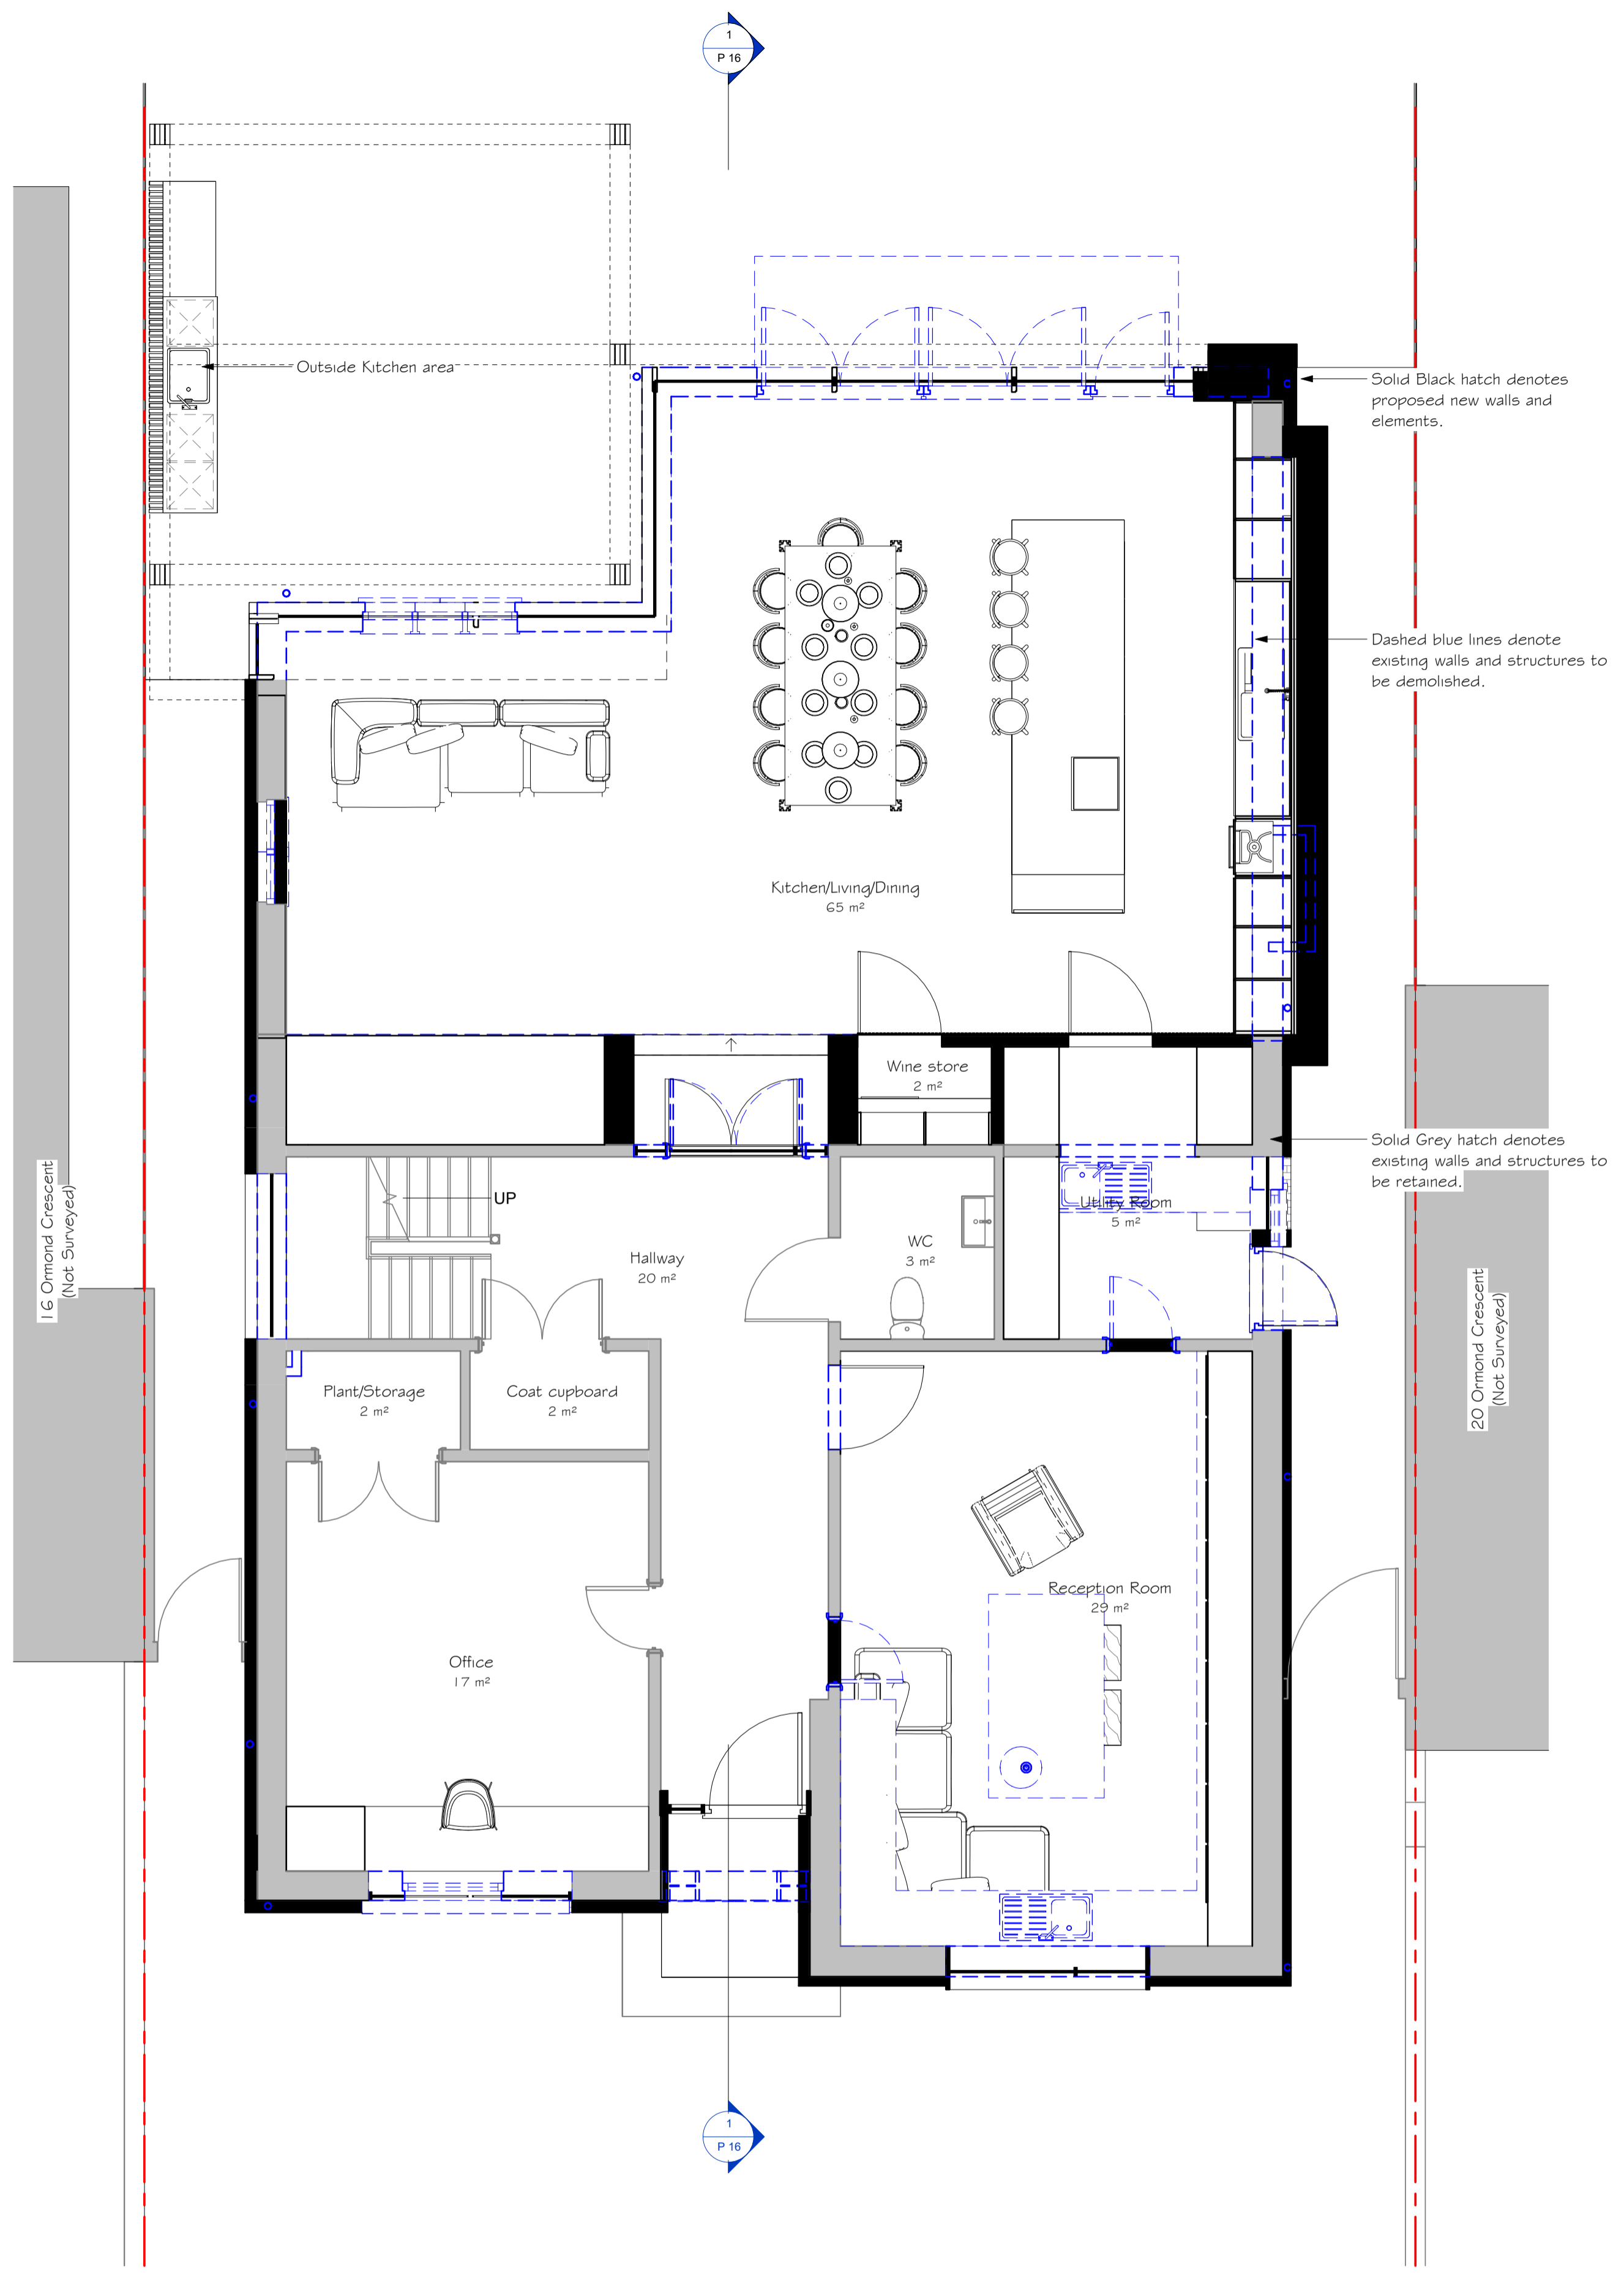 1
P 16
Outside Kitchen area
Solid Black hatch denotes
proposed new walls and
elements.
Dashed blue lines denote
existing walls and structures to
be demolished.
Kitchen/Living/Dining
65 m²
Wine store
2 m²
Solid Grey hatch denotes
existing walls and structures to
be retained.
16 Ormond Crescent
(Not Surveyed)
UP
Utility Room
5 m²
WC
3 m²
Hallway
20 m²
20 Ormond Crescent
(Not Surveyed)
Plant/Storage
2 m²
Coat cupboard
2 m²
Reception Room
29 m²
Office
17 m²
1
P 16